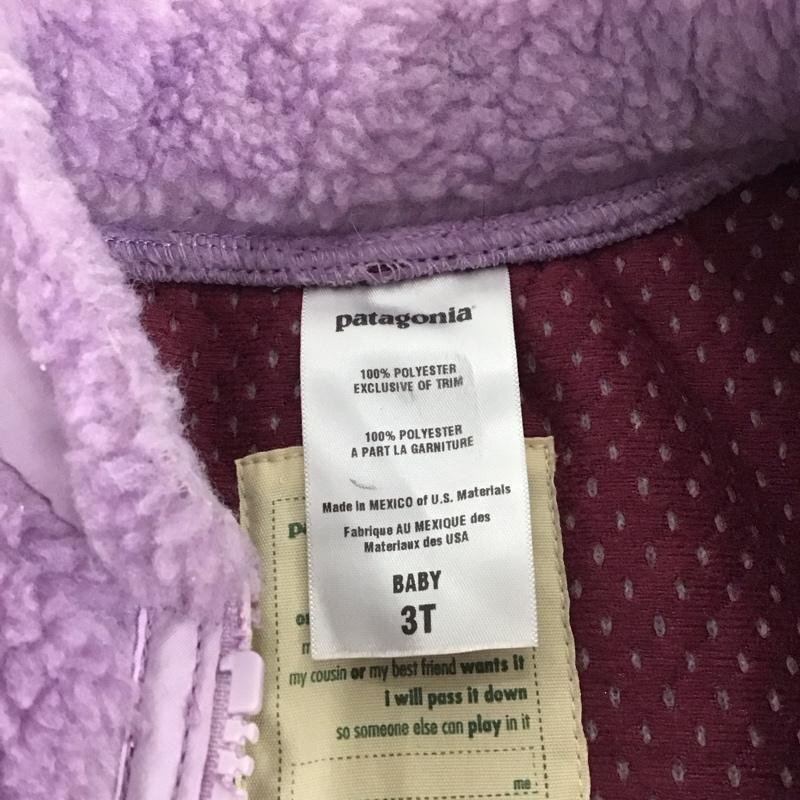 patagonia
100% POLYESTER
EXCLUSIVE OF TRIM
100% POLYESTER
A PART LA GARNITURE
Made in MEXICO of U.S. Materials
Fabrique AU MEXIQUE des
Materiaux des USA
BABY
3T
my cousin or my best friend wants it
i will pass it down
so someone else can play in it
me